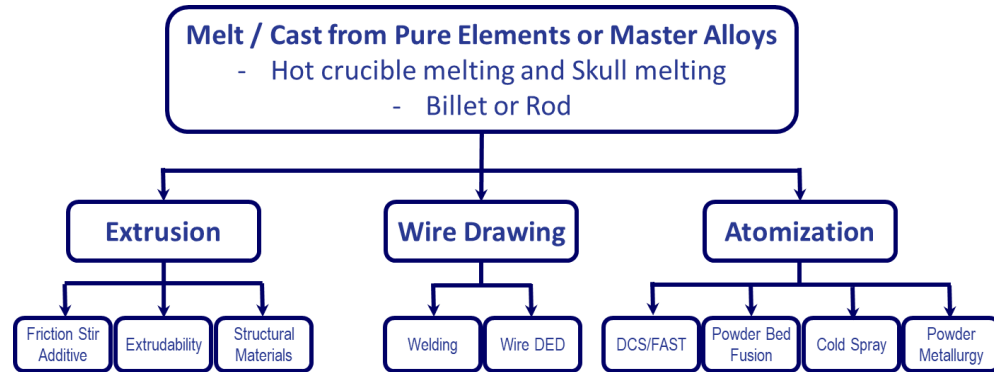 Melt / Cast from Pure Elements or Master Alloys
- Hot crucible melting and Skull melting
- Billet or Rod
Extrusion
Wire Drawing
Atomization
Friction Stir
Additive
Extrudability
Structural
Materials
Welding
Wire DED
DCS/FAST
Powder Bed
Fusion
Cold Spray
Powder
Metallurgy